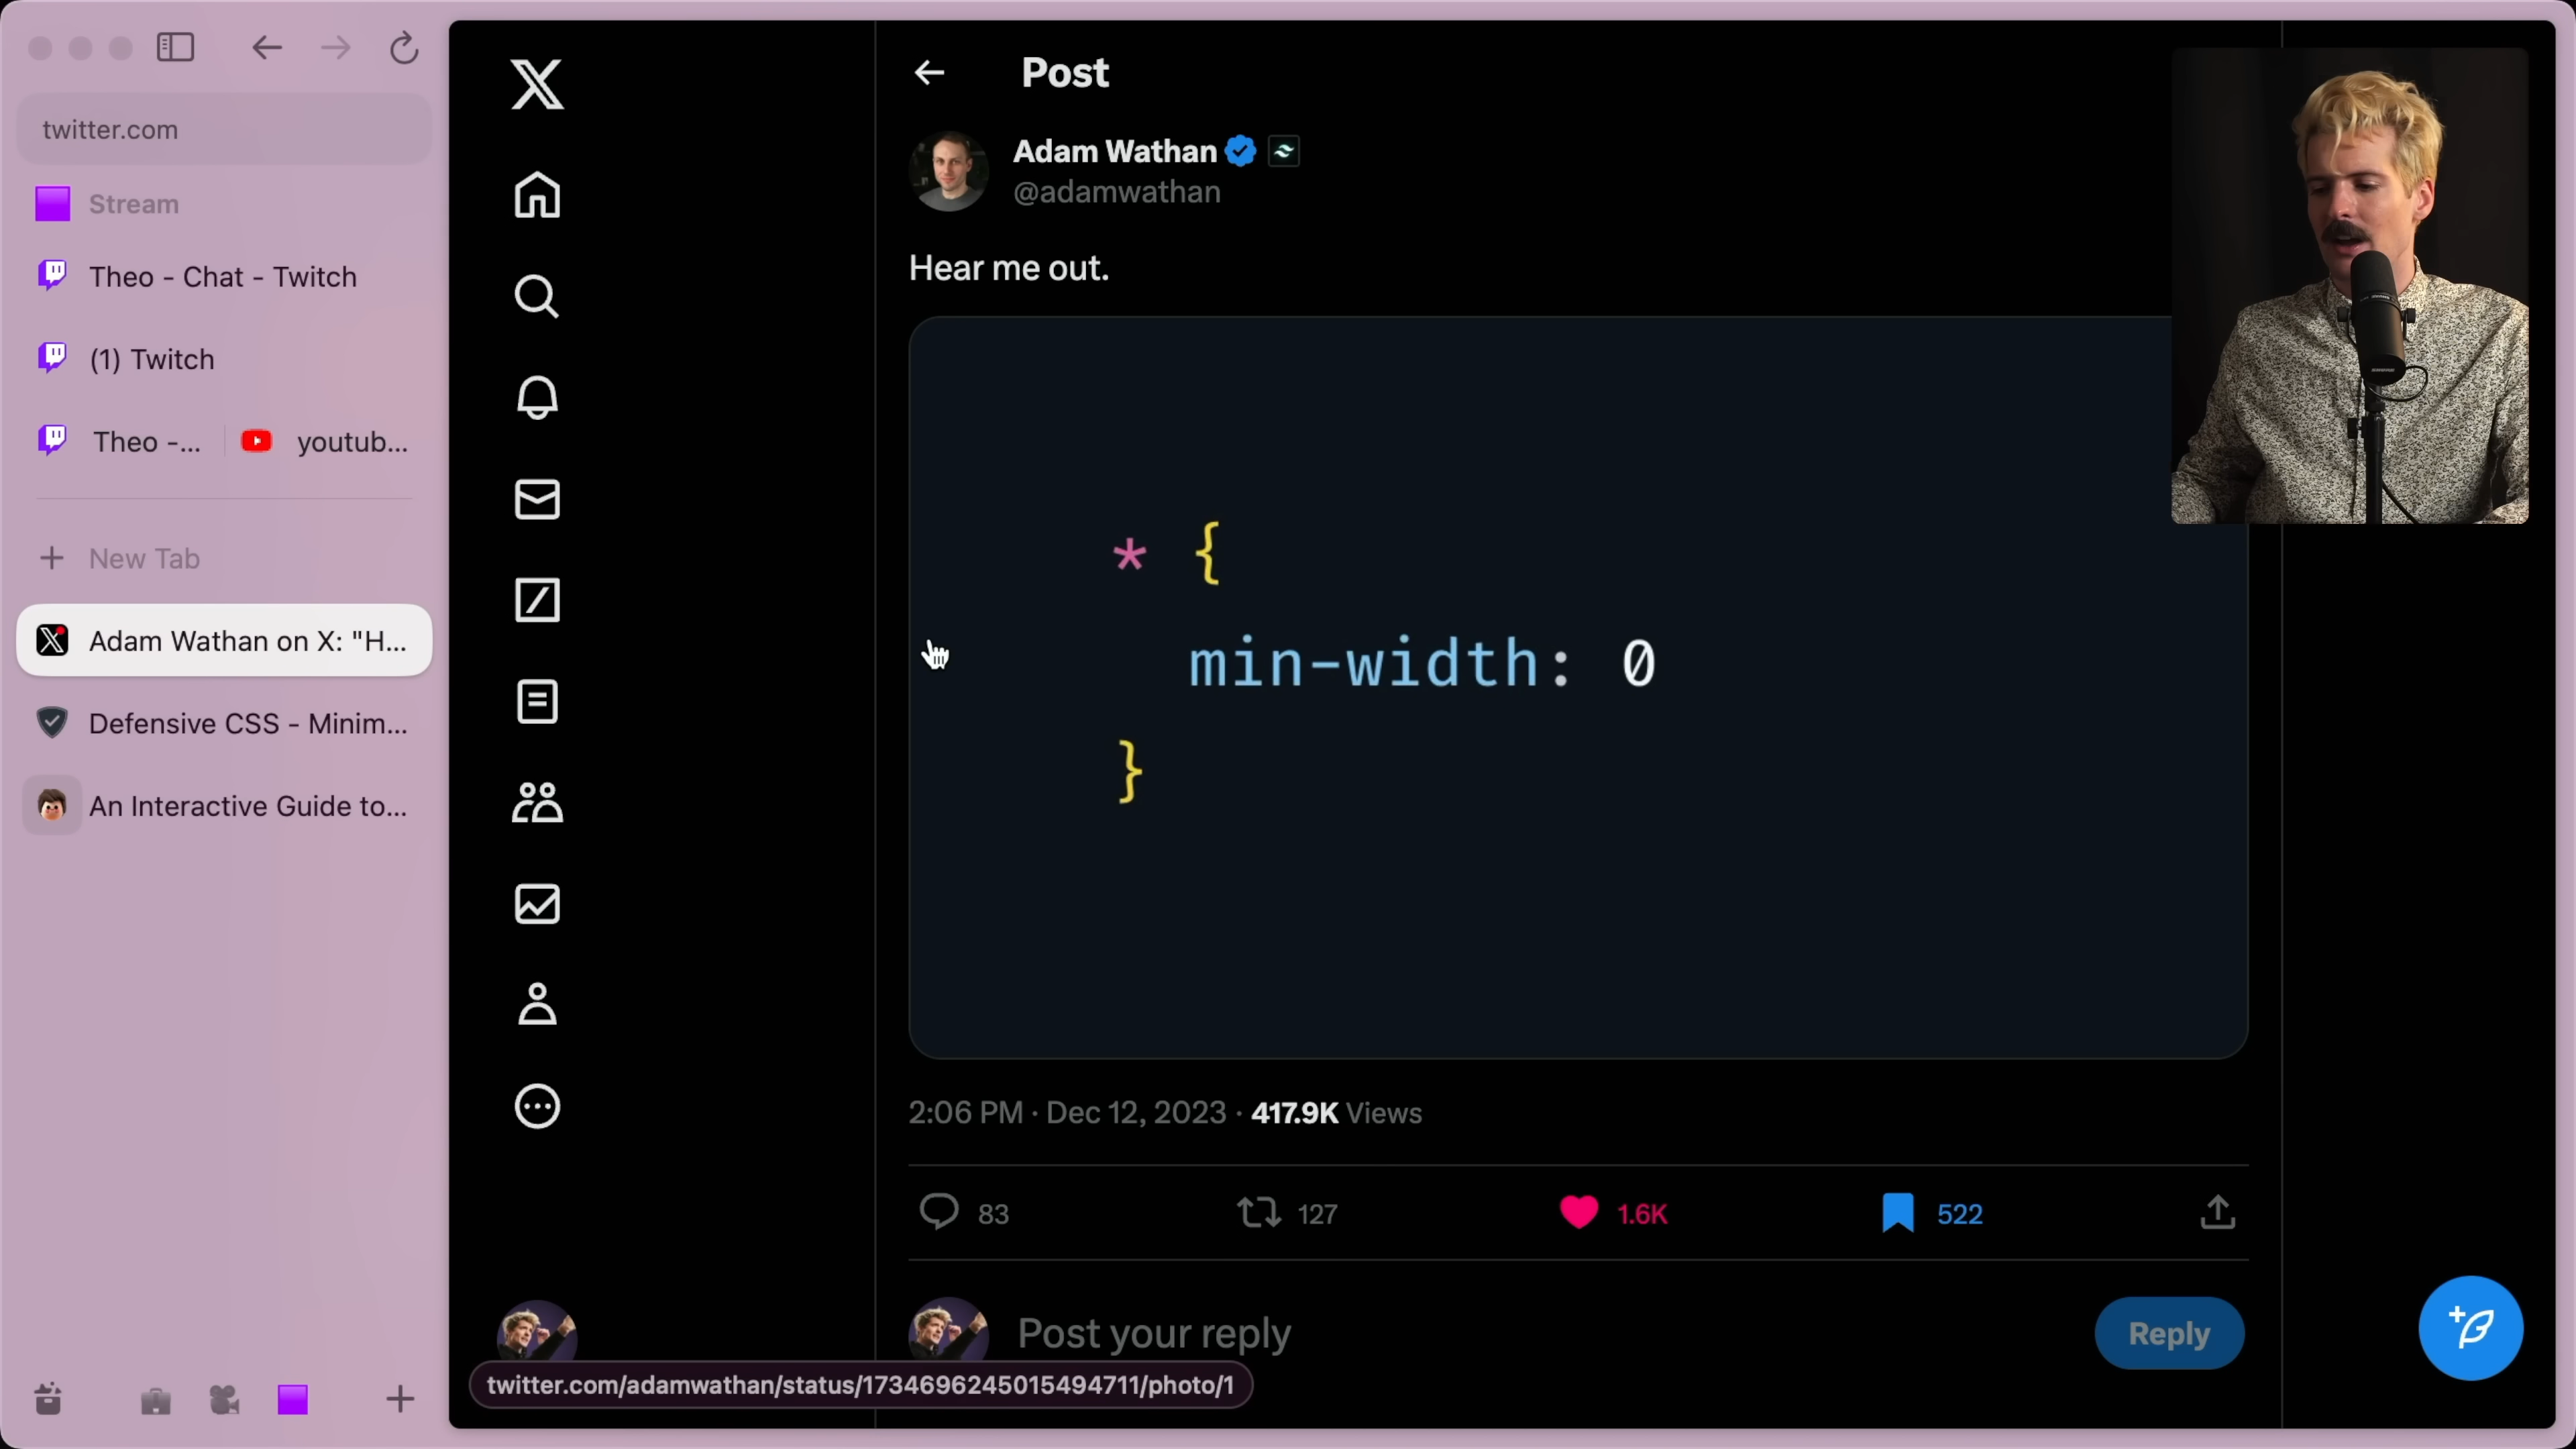 twitter.com
Stream
Theo - Chat - Twitch
(1) Twitch
Theo -...
youtub...
New Tab
Adam Wathan on X: "H...
Defensive CSS - Minim...
An Interactive Guide to...
Post
Adam Wathan
@adamwathan
Hear me out.
* {
min-width: 0
}
2:06 PM · Dec 12, 2023 · 417.9K Views
83 127 1.6K 522
Post your reply
Reply
twitter.com/adamwathan/status/1734696245015494711/photo/1